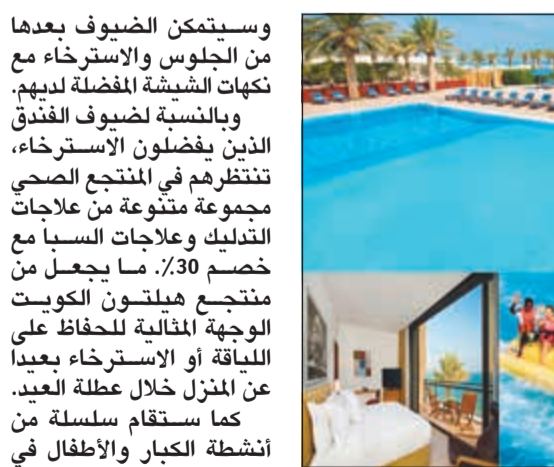 وسيتمكن الضيوف بعدها
من الجلوس والاسترخاء مع
نكهات الشيشة المفضلة لديهم.
وبالنسبة لضيوف الفندق
الذين يفضلون الاسترخاء،
تنتظرهم في المنتجع الصحي
مجموعة متنوعة من علاجات
التدليك وعلاجات السبا مع
خصم 30٪. ما يجعل من
منتجع هيلتون الكويت
الوجهة المثالية للحفاظ على
اللياقة أو الاسترخاء بعيدا
عن المنزل خلال عطلة العيد.
كما ستقام سلسلة من
أنشطة الكبار والأطفال في